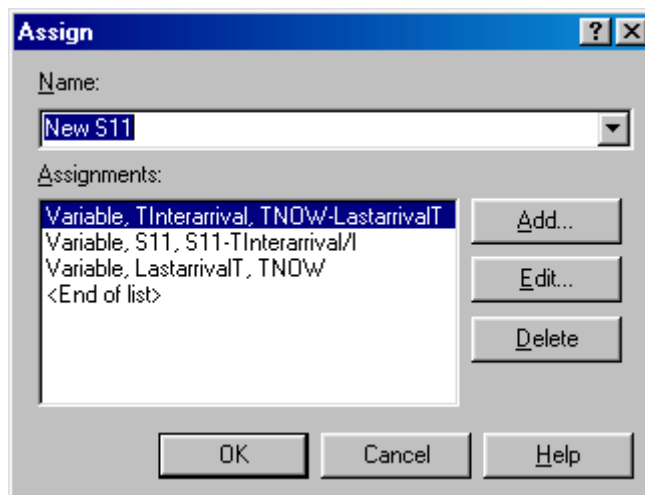 Assign
Name:
New S11
Assignments:
Variable, TInterarrival, TNOW-LastarrivalT
Variable, S11, S11-TInterarrival/I
Variable, LastarrivalT, TNOW
<End of list>
Add...
Edit...
Delete
OK
Cancel
Help